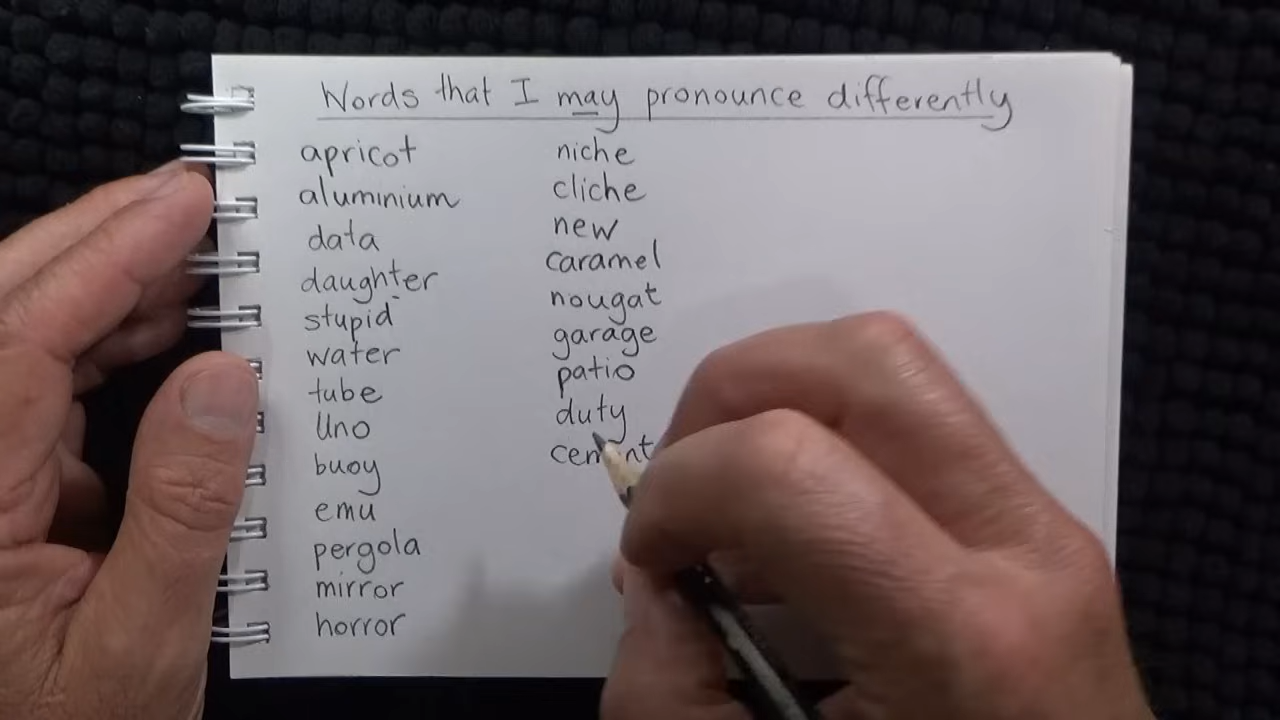 Words that I may pronounce differently
apricot
aluminium
data
daughter
stupid
water
tube
Uno
buoy
emu
pergola
mirror
horror
niche
cliche
new
caramel
nougat
garage
patio
duty